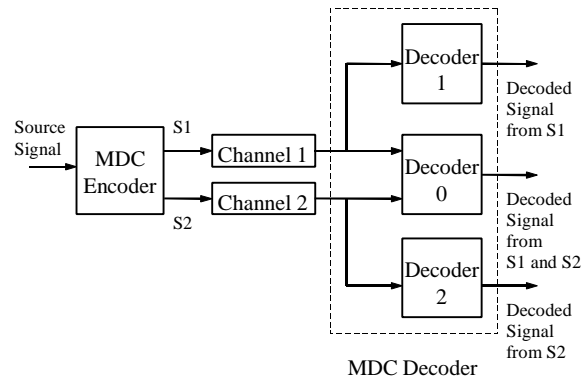 Source
Signal
MDC
Encoder
S1
S2
Channel 1
Channel 2
Decoder
1
Decoder
0
Decoder
2
Decoded
Signal
from S1
Decoded
Signal
from
S1 and S2
Decoded
Signal
from S2
MDC Decoder